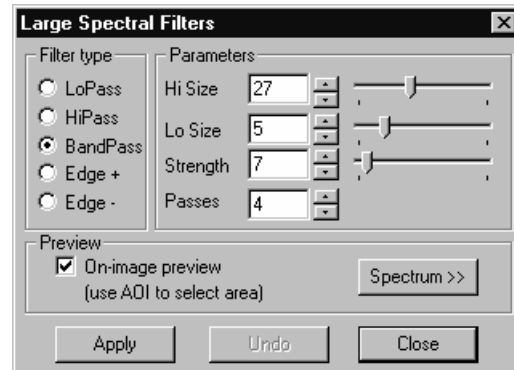 Large Spectral Filters
Filter type
LoPass
HiPass
BandPass
Edge +
Edge -
Parameters
Hi Size 27
Lo Size 5
Strength 7
Passes 4
Preview
On-image preview
(use AOI to select area)
Spectrum >>
Apply Undo Close